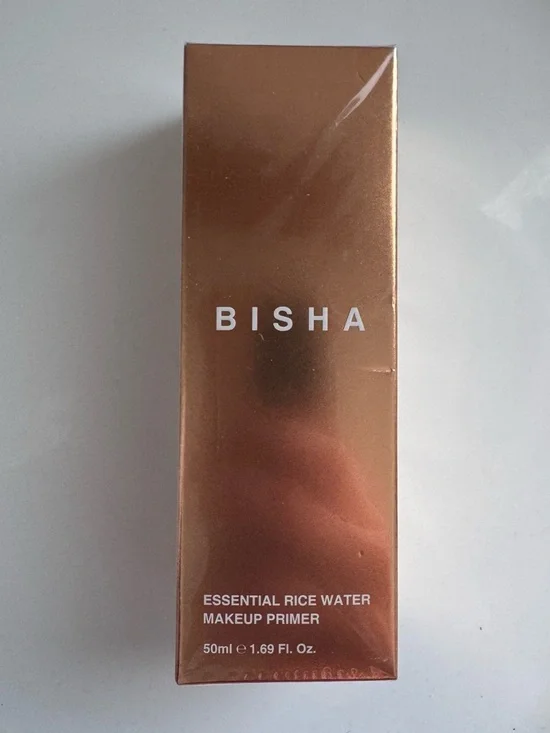 BISHA
ESSENTIAL RICE WATER
MAKEUP PRIMER
50ml ℮ 1.69 Fl. Oz.